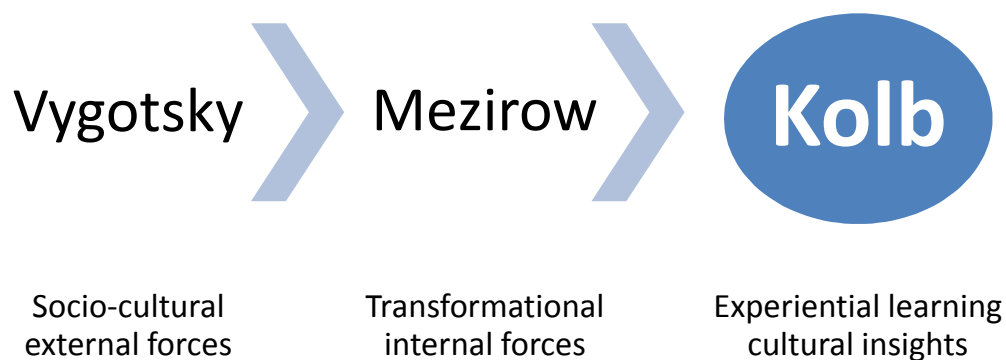 Vygotsky
Mezirow
Kolb
Socio-cultural
external forces
Transformational
internal forces
Experiential learning
cultural insights